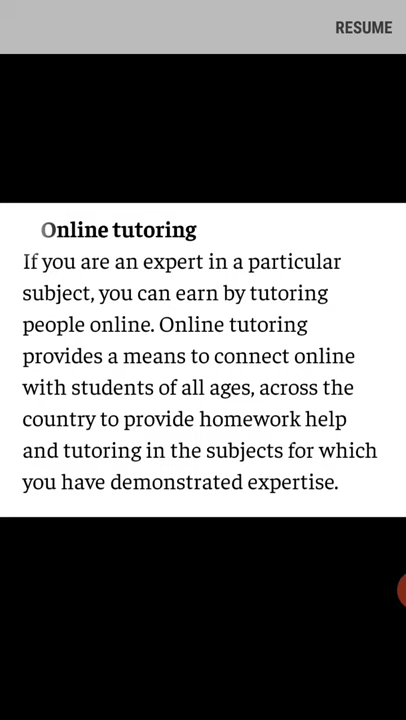 RESUME
Online tutoring
If you are an expert in a particular
subject, you can earn by tutoring
people online. Online tutoring
provides a means to connect online
with students of all ages, across the
country to provide homework help
and tutoring in the subjects for which
you have demonstrated expertise.